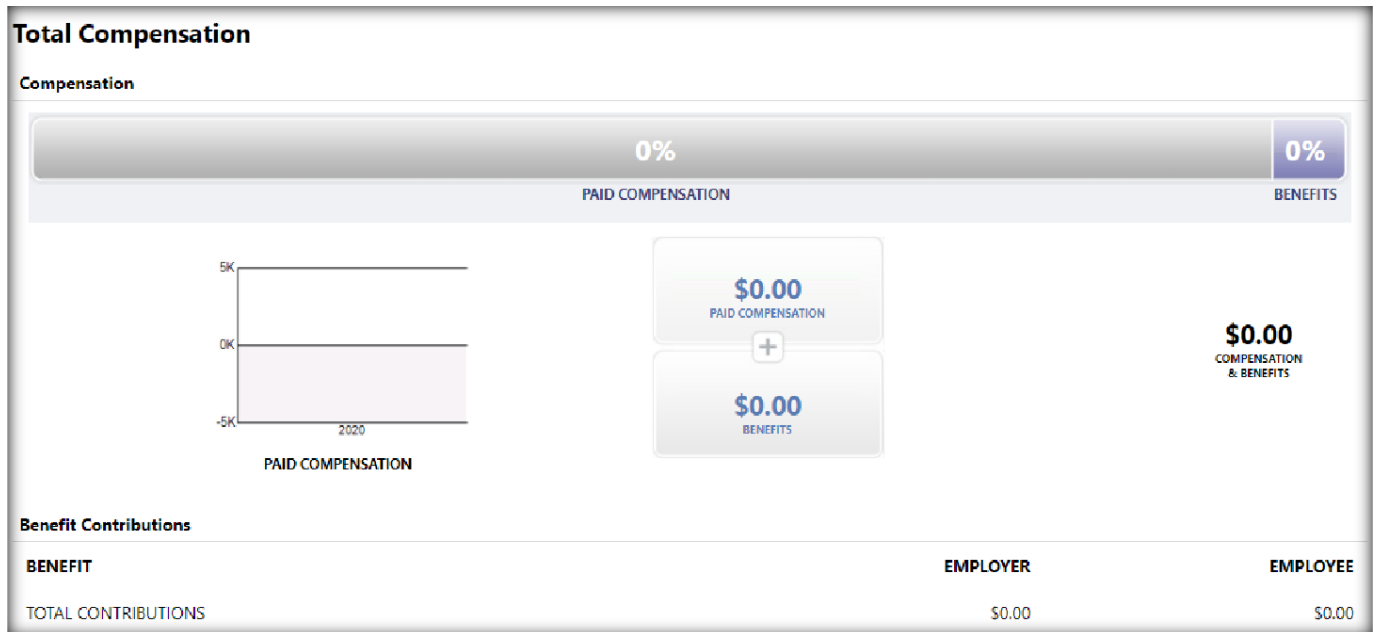 Total Compensation
Compensation
0%
0%
PAID COMPENSATION
BENEFITS
5K
0K
-5K
2020
PAID COMPENSATION
$0.00
PAID COMPENSATION
+
$0.00
BENEFITS
$0.00
COMPENSATION
& BENEFITS
Benefit Contributions
BENEFIT EMPLOYER EMPLOYEE
TOTAL CONTRIBUTIONS $0.00 $0.00